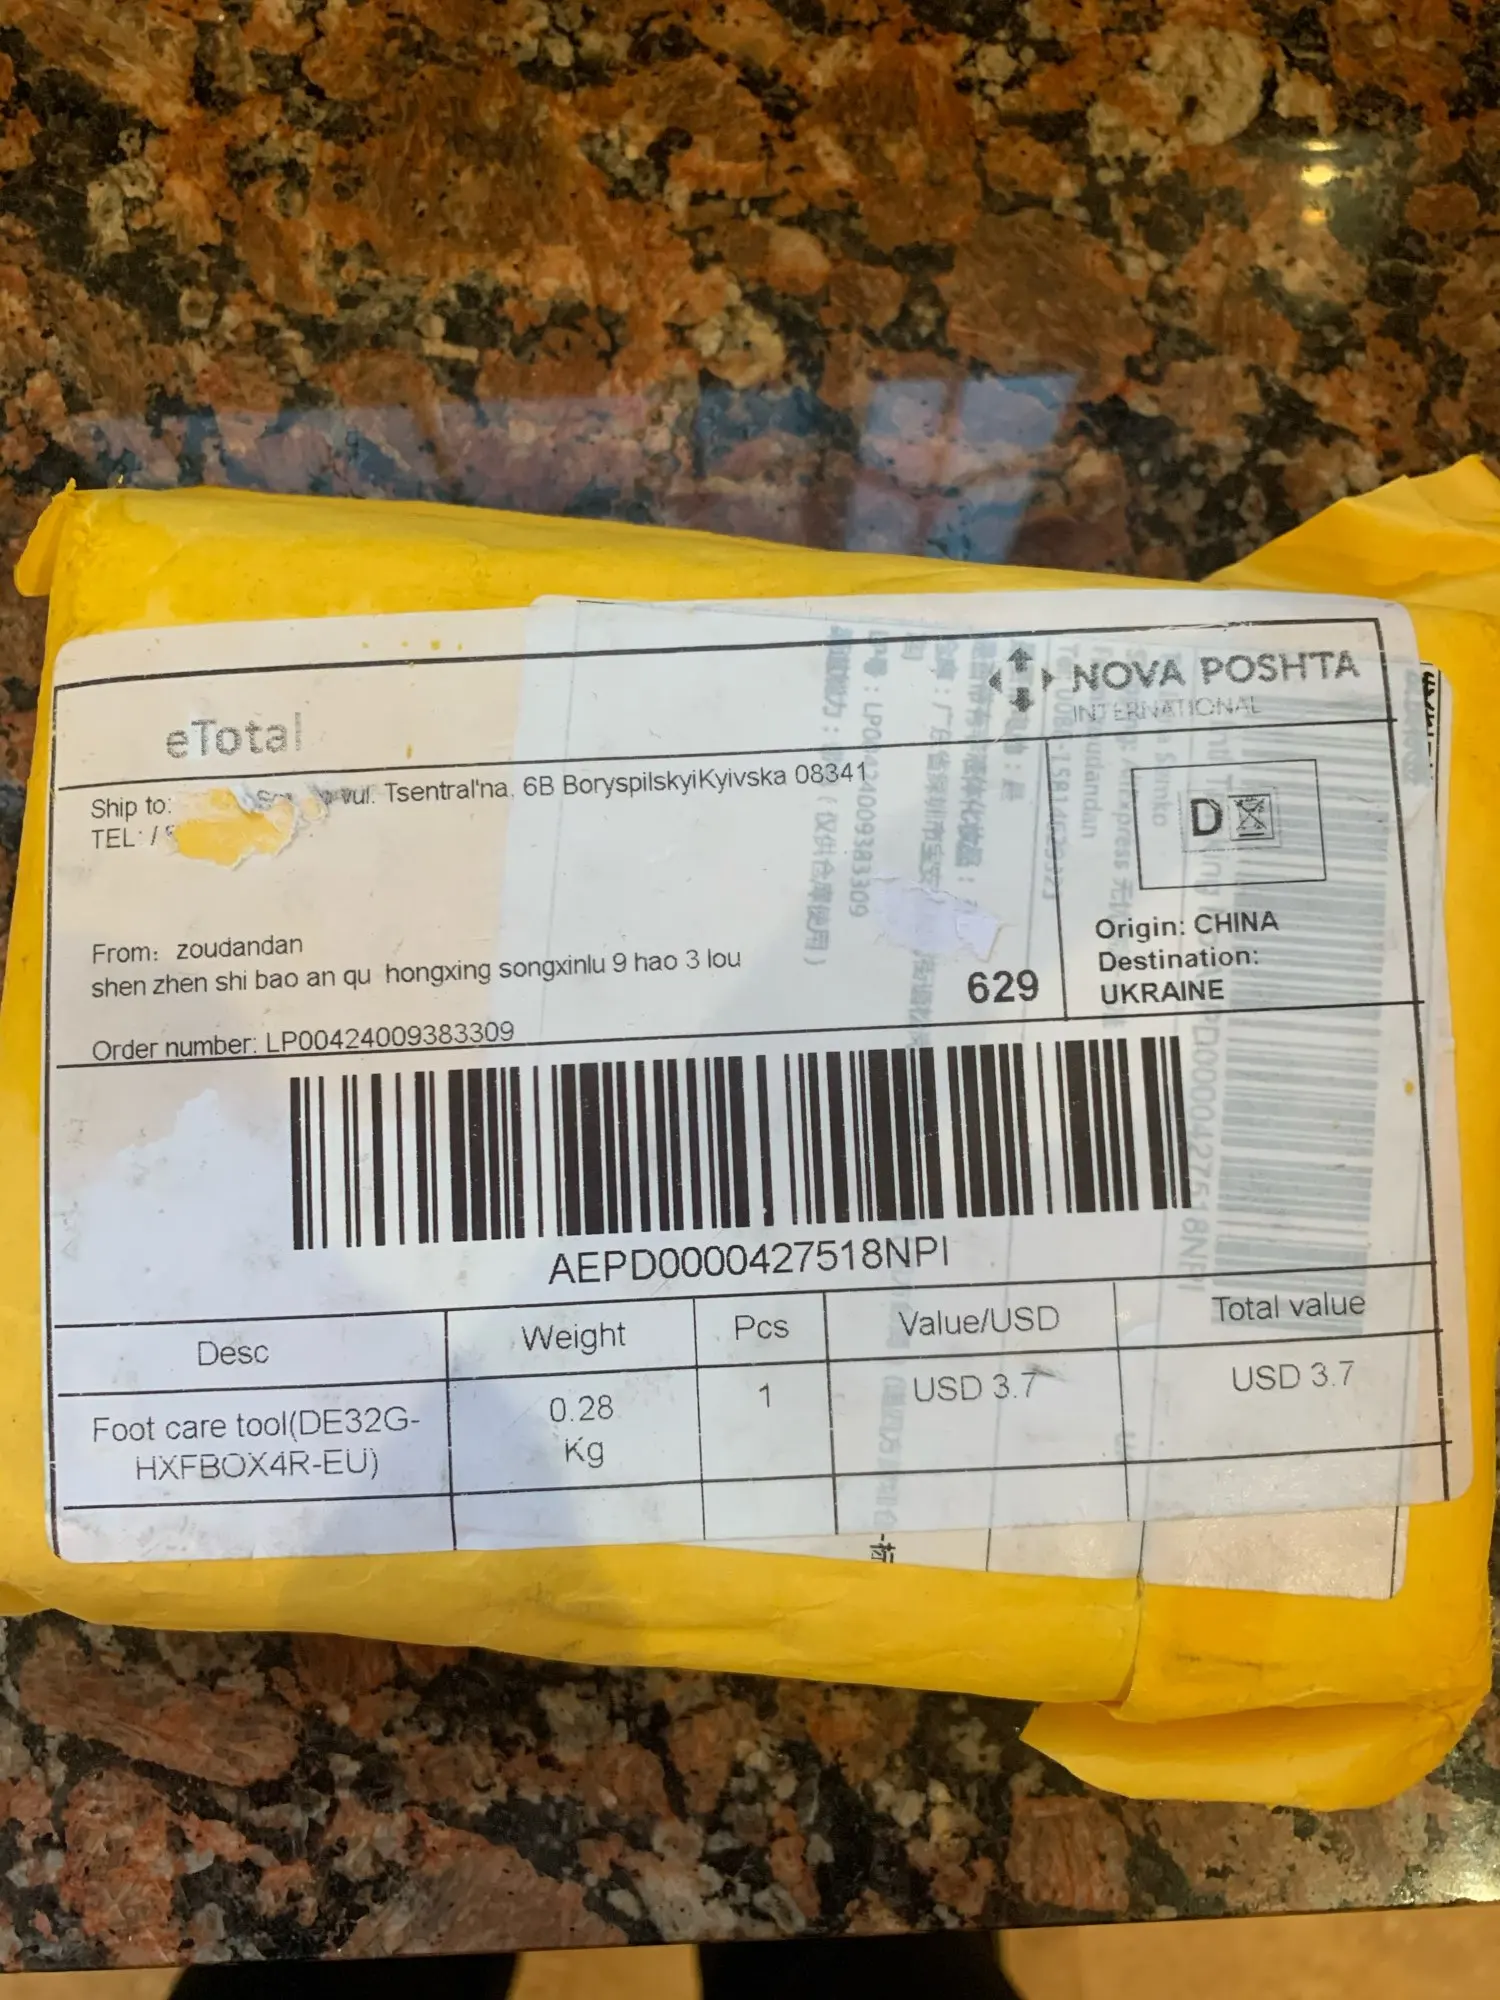 eTotal
NOVA POSHTA
INTERNATIONAL
Ship to: vul. Tsentral'na, 6B BoryspilskyiKyivska 08341
TEL: /
D
From: zoudandan
shen zhen shi bao an qu hongxing songxinlu 9 hao 3 lou
629
Origin: CHINA
Destination:
UKRAINE
Order number: LP00424009383309
AEPD0000427518NPI
Desc Weight Pcs Value/USD Total value
Foot care tool(DE32G-HXFBOX4R-EU) 0.28 Kg 1 USD 3.7 USD 3.7